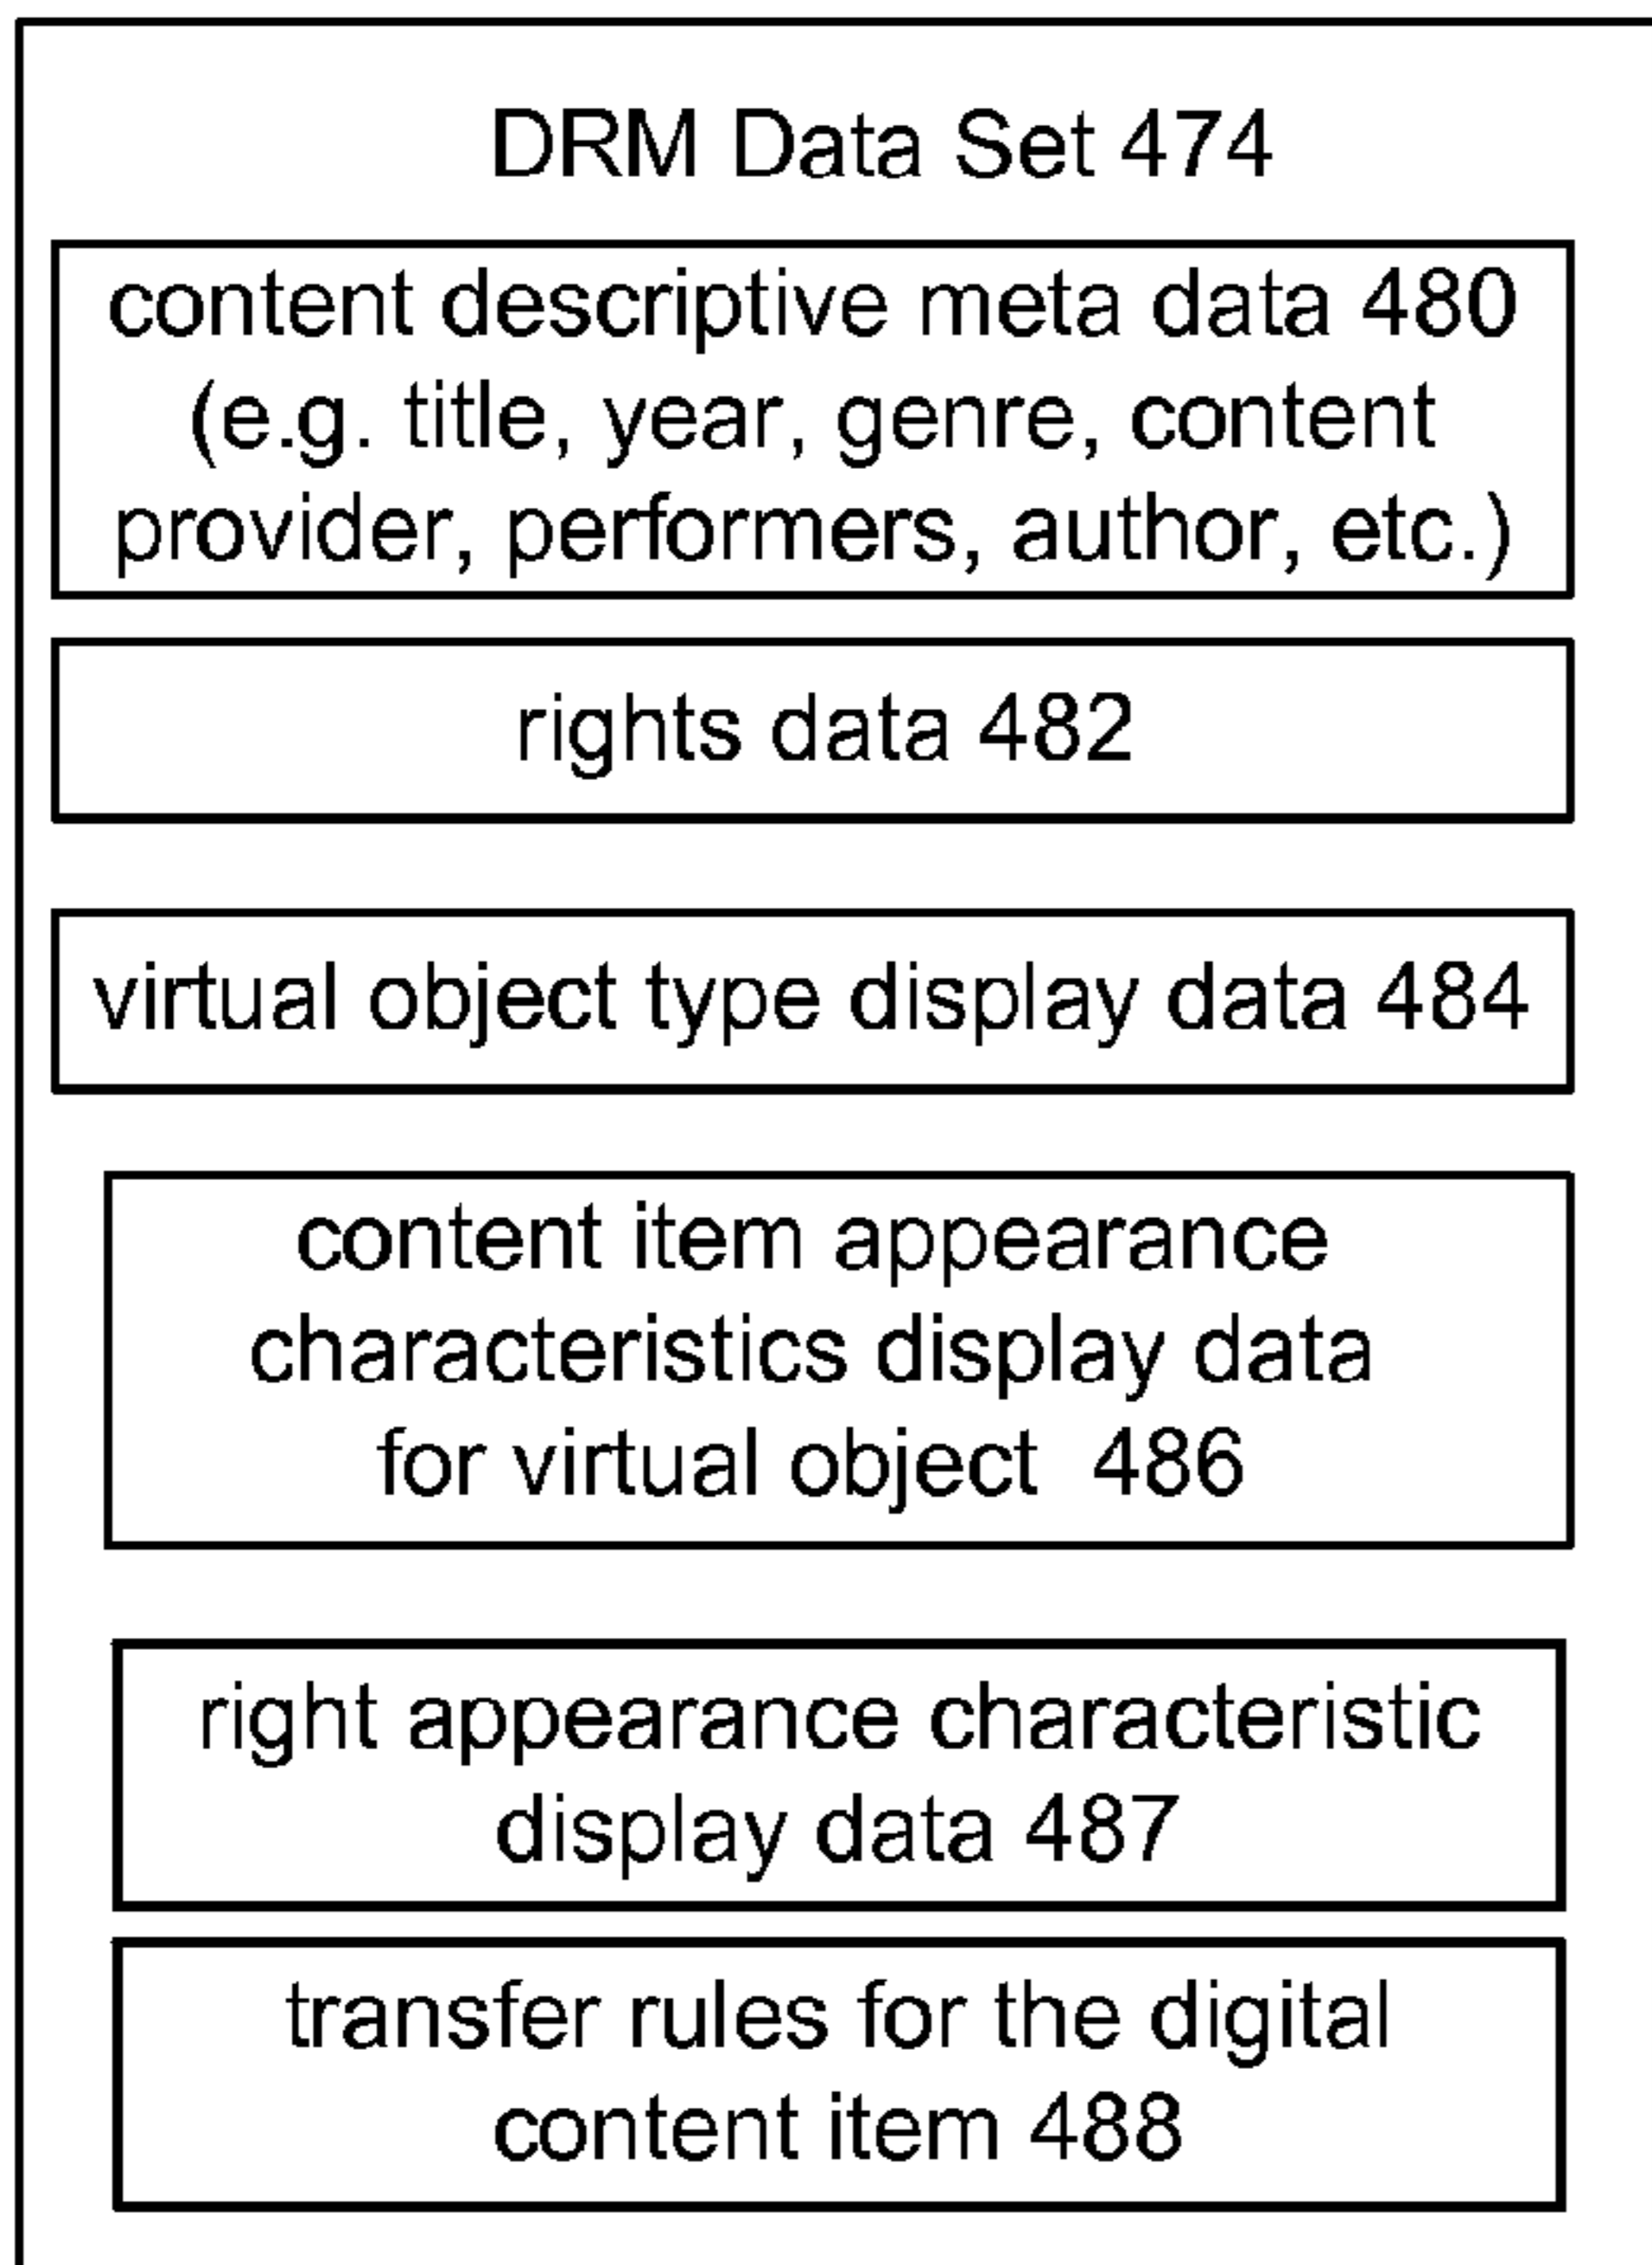 DRM Data Set 474
content descriptive meta data 480
(e.g. title, year, genre, content
provider, performers, author, etc.)
rights data 482
virtual object type display data 484
content item appearance
characteristics display data
for virtual object  486
right appearance characteristic
display data 487
transfer rules for the digital
content item 488